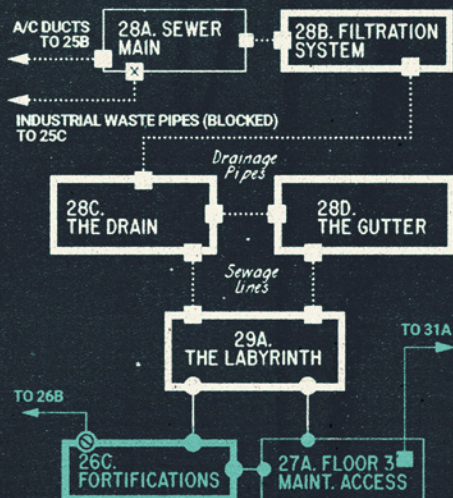 A/C DUCTS
TO 25B
28A. SEWER
MAIN
28B. FILTRATION
SYSTEM
X
INDUSTRIAL WASTE PIPES (BLOCKED)
TO 25C
Drainage
Pipes
28C.
THE DRAIN
28D.
THE GUTTER
Sewage
Lines
29A.
THE LABYRINTH
TO 31A
TO 26B
26C.
FORTIFICATIONS
27A. FLOOR 3
MAINT. ACCESS